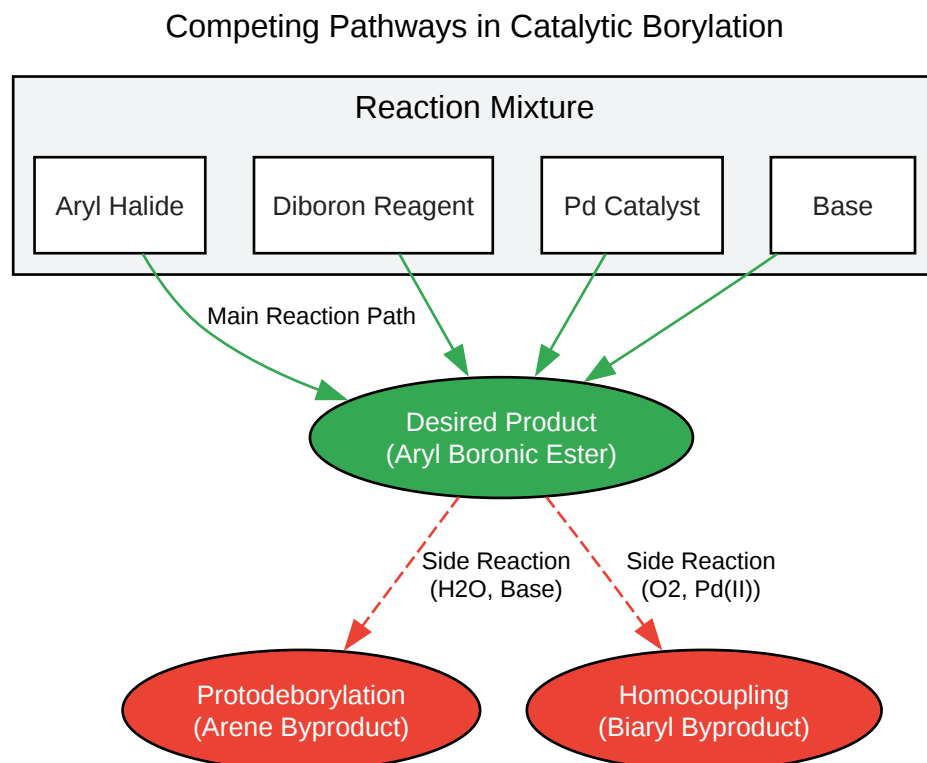 Competing Pathways in Catalytic Borylation
Reaction Mixture
Aryl Halide
Diboron Reagent
Pd Catalyst
Base
Main Reaction Path
Desired Product
(Aryl Boronic Ester)
Side Reaction
(H2O, Base)
Side Reaction
(O2, Pd(II))
Protodeborylation
(Arene Byproduct)
Homocoupling
(Biaryl Byproduct)